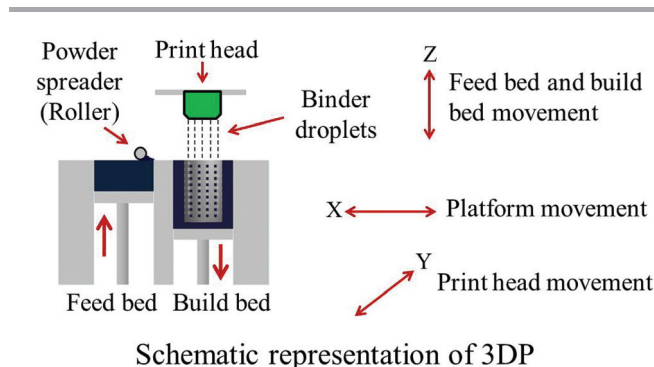 Powder
spreader
(Roller)
Print head
Binder
droplets
Feed bed
Build bed
Z
Feed bed and build
bed movement
X
Platform movement
Y
Print head movement
Schematic representation of 3DP